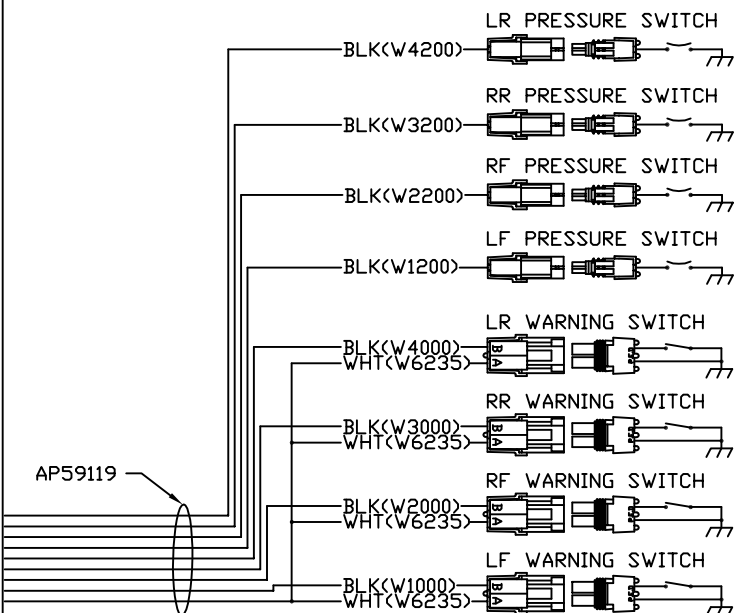 LR PRESSURE SWITCH
BLK(W4200)
RR PRESSURE SWITCH
BLK(W3200)
RF PRESSURE SWITCH
BLK(W2200)
LF PRESSURE SWITCH
BLK(W1200)
LR WARNING SWITCH
BLK(W4000)
B
WHT(W6235)
A
RR WARNING SWITCH
BLK(W3000)
B
WHT(W6235)
A
AP59119
RF WARNING SWITCH
BLK(W2000)
B
WHT(W6235)
A
LF WARNING SWITCH
BLK(W1000)
B
WHT(W6235)
A